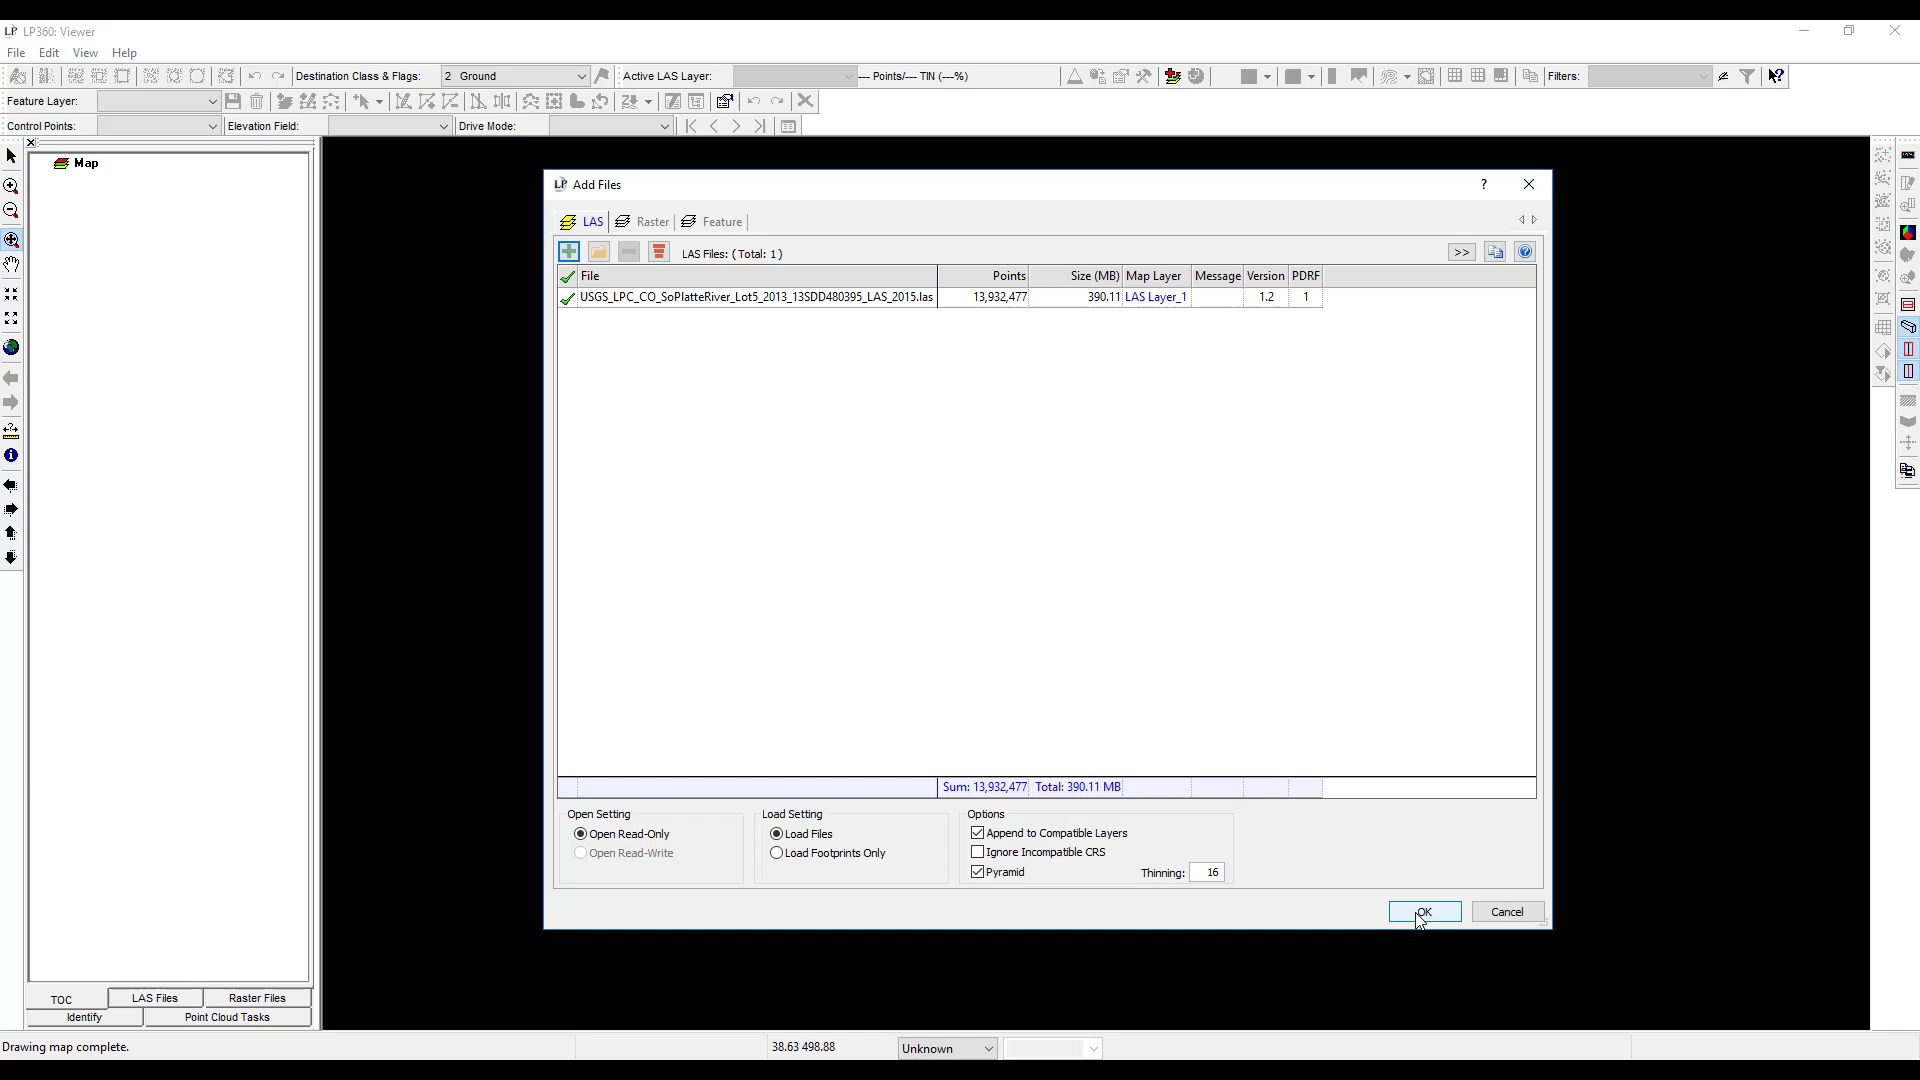 LP LP360: Viewer
File Edit View Help
Destination Class & Flags: 2 Ground Active LAS Layer: --- Points/--- TIN (---%) Filters:
Feature Layer:
Control Points: Elevation Field: Drive Mode:
Map
LP Add Files ?
LAS Raster Feature
LAS Files: ( Total: 1 ) >>
File Points Size (MB) Map Layer Message Version PDRF
USGS_LPC_CO_SoPlatteRiver_Lot5_2013_13SDD480395_LAS_2015.las 13,932,477 390.11 LAS Layer_1 1.2 1
Sum: 13,932,477 Total: 390.11 MB
Open Setting Load Setting Options
Open Read-Only Load Files Append to Compatible Layers
Open Read-Write Load Footprints Only Ignore Incompatible CRS
Pyramid Thinning: 16
OK Cancel
TOC LAS Files Raster Files
Identify Point Cloud Tasks
Drawing map complete. 38.63 498.88 Unknown